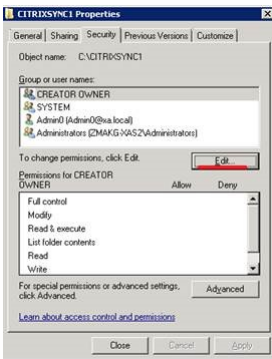 CITRIXSYNC1 Properties
General Sharing Security Previous Versions Customize
Object name: C:\CITRIXSYNC1
Group or user names:
CREATOR OWNER
SYSTEM
Admin0 (Admin0@xa.local)
Administrators (ZMAKG-XAS2\Administrators)
To change permissions, click Edit.
Edit...
Permissions for CREATOR
OWNER Allow Deny
Full control
Modify
Read & execute
List folder contents
Read
Write
For special permissions or advanced settings,
click Advanced.
Advanced
Learn about access control and permissions
Close Cancel Apply